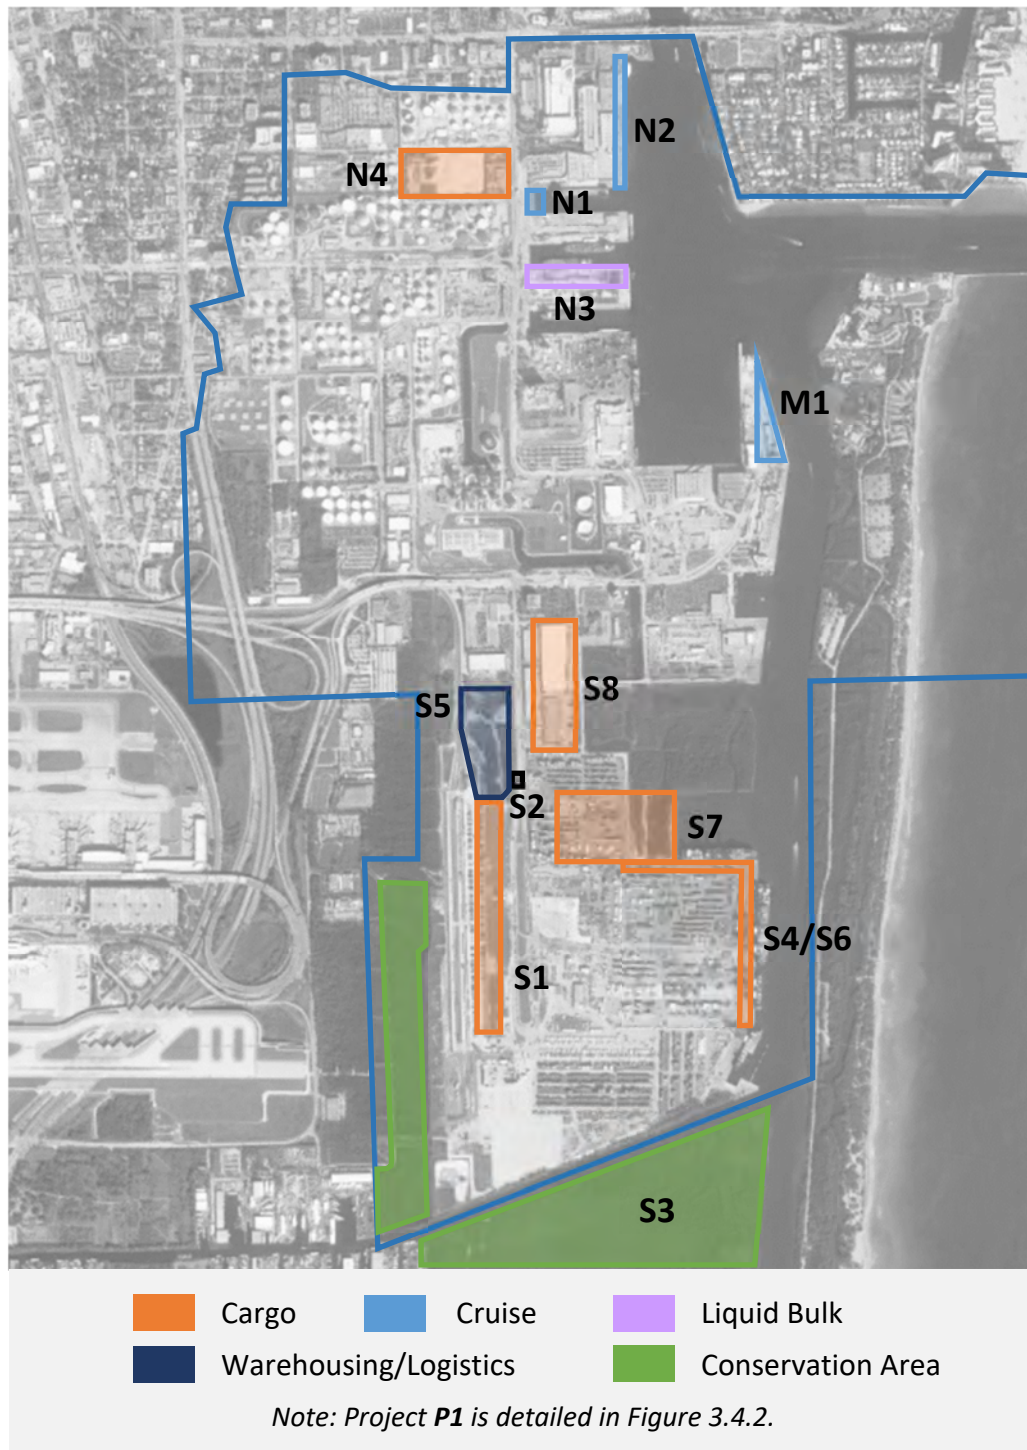 N2
N4
N1
N3
M1
S8
S5
S2
S7
S4/S6
S1
S3
Cargo
Cruise
Liquid Bulk
Warehousing/Logistics
Conservation Area
Note: Project P1 is detailed in Figure 3.4.2.